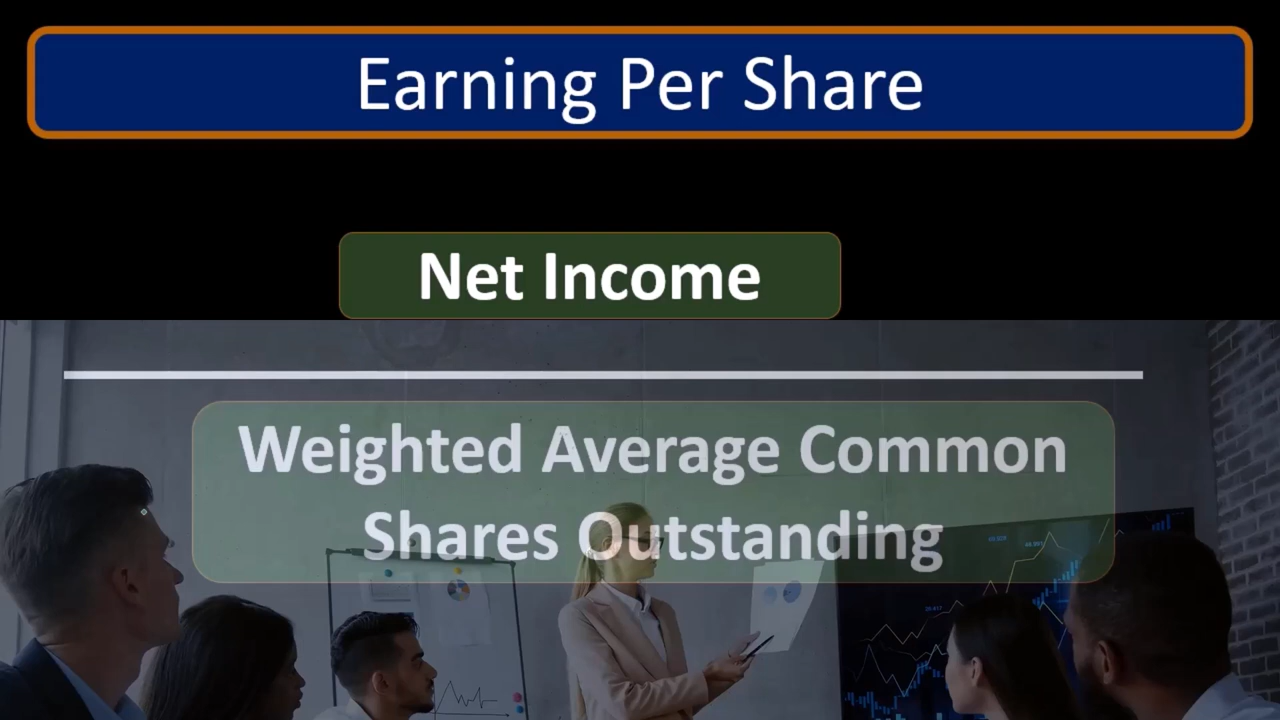 Earning Per Share
Net Income
Weighted Average Common
Shares Outstanding